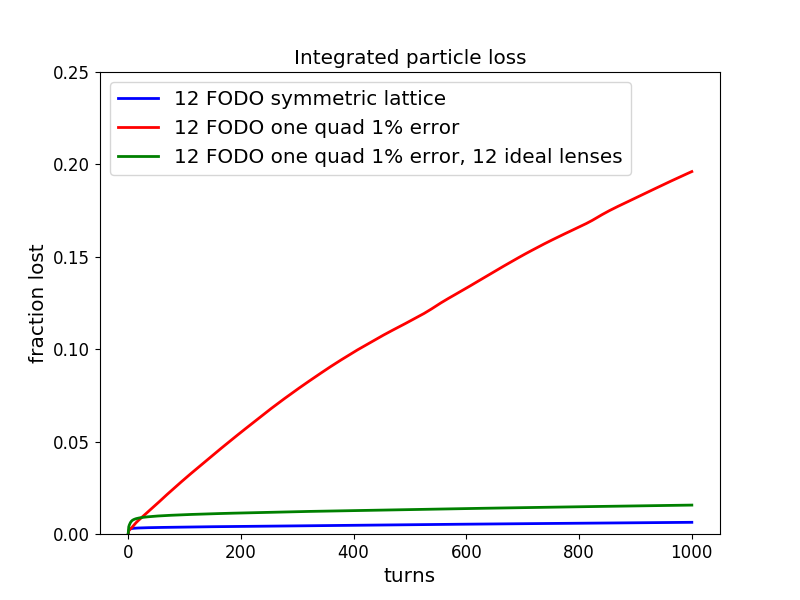 Integrated particle loss
12 FODO symmetric lattice
12 FODO one quad 1% error
12 FODO one quad 1% error, 12 ideal lenses
fraction lost
0.25
0.20
0.15
0.10
0.05
0.00
0 200 400 600 800 1000
turns